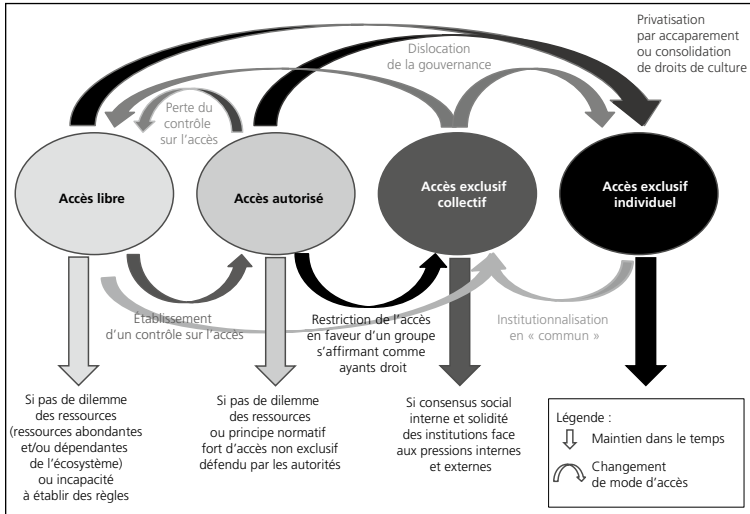 Privatisation
par accaparement
ou consolidation
de droits de culture
Dislocation
de la gouvernance
Perte du
contrôle
sur l'accès
Accès libre
Accès autorisé
Accès exclusif
collectif
Accès exclusif
individuel
Établissement
d'un contrôle sur l'accès
Restriction de l'accès
en faveur d'un groupe
s'affirmant comme
ayants droit
Institutionnalisation
en « commun »
Si pas de dilemme
des ressources
(ressources abondantes
et/ou dépendantes
de l'écosystème)
ou incapacité
à établir des règles
Si pas de dilemme
des ressources
ou principe normatif
fort d'accès non exclusif
défendu par les autorités
Si consensus social
interne et solidité
des institutions face
aux pressions internes
et externes
Légende :
Maintien dans le temps
Changement
de mode d'accès